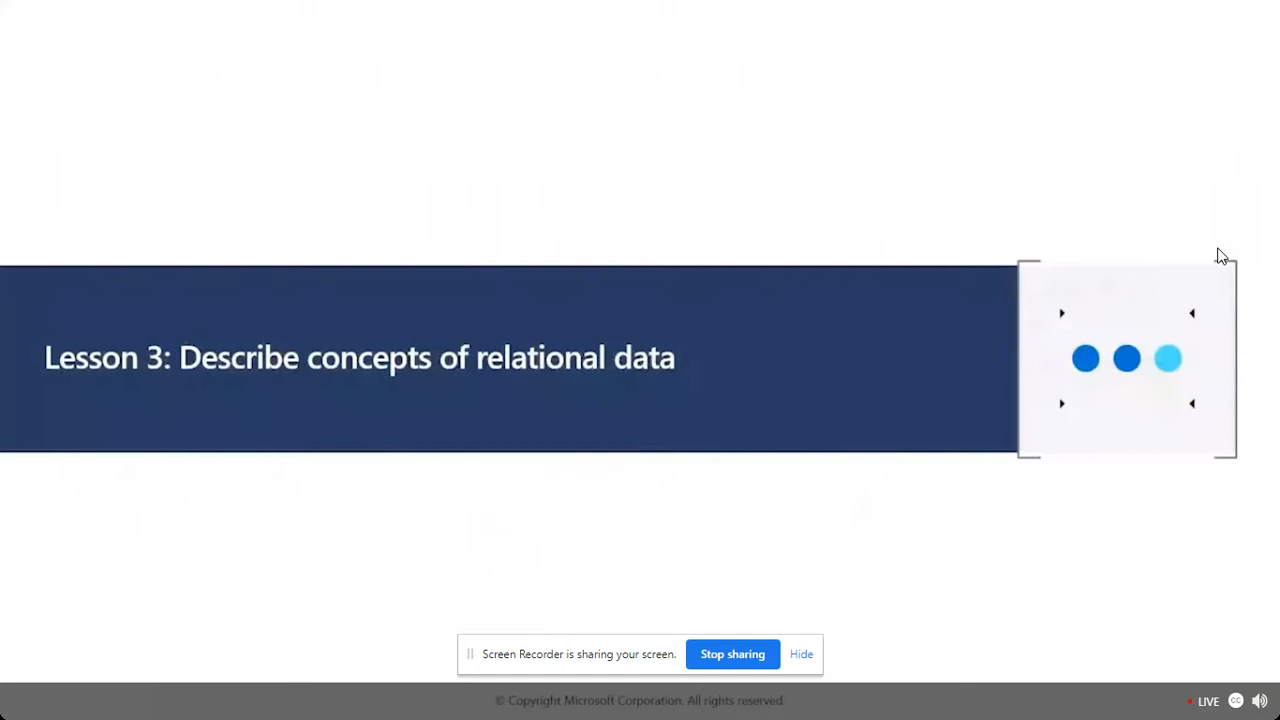 Lesson 3: Describe concepts of relational data
Screen Recorder is sharing your screen. Stop sharing Hide
© Copyright Microsoft Corporation. All rights reserved.
LIVE CC